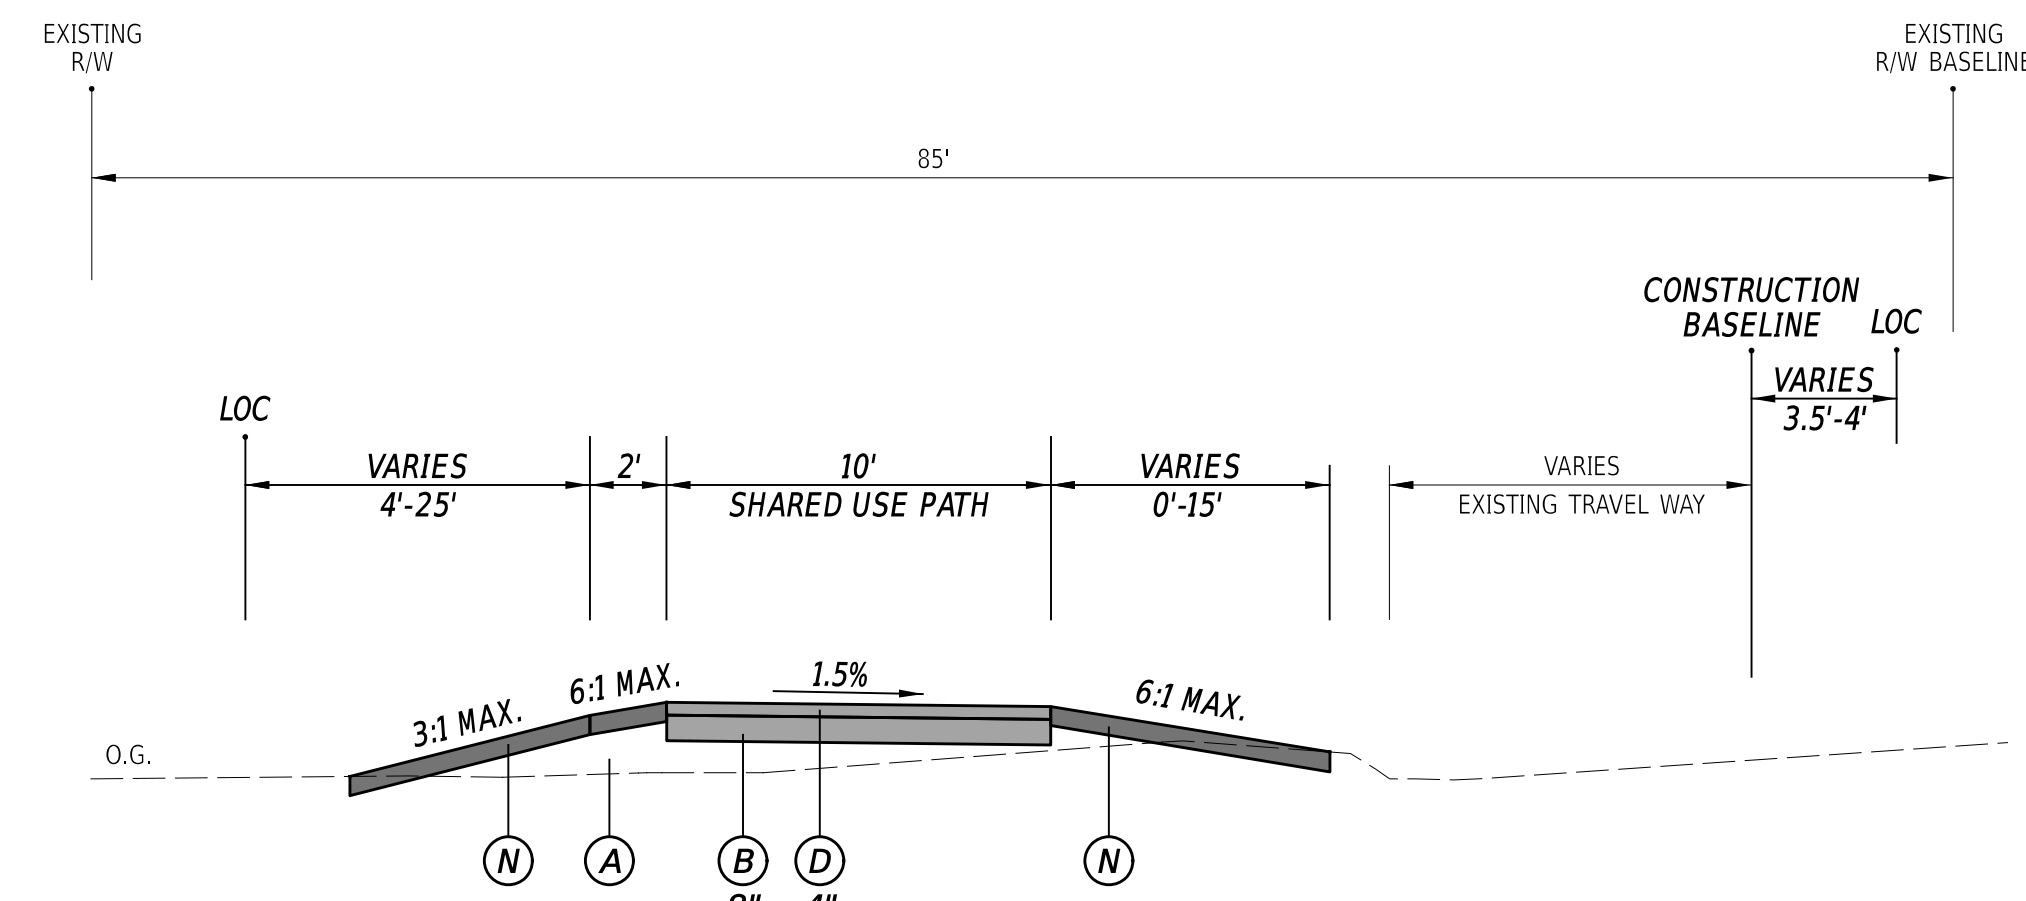 EXISTING
R/W
EXISTING
R/W BASELINE
85'
CONSTRUCTION
BASELINE
LOC
VARIES
3.5'-4'
LOC
VARIES
4'-25'
2'
10'
SHARED USE PATH
VARIES
0'-15'
VARIES
EXISTING TRAVEL WAY
3:1 MAX.
6:1 MAX.
1.5%
6:1 MAX.
O.G.
N
A
B
D
N
4"